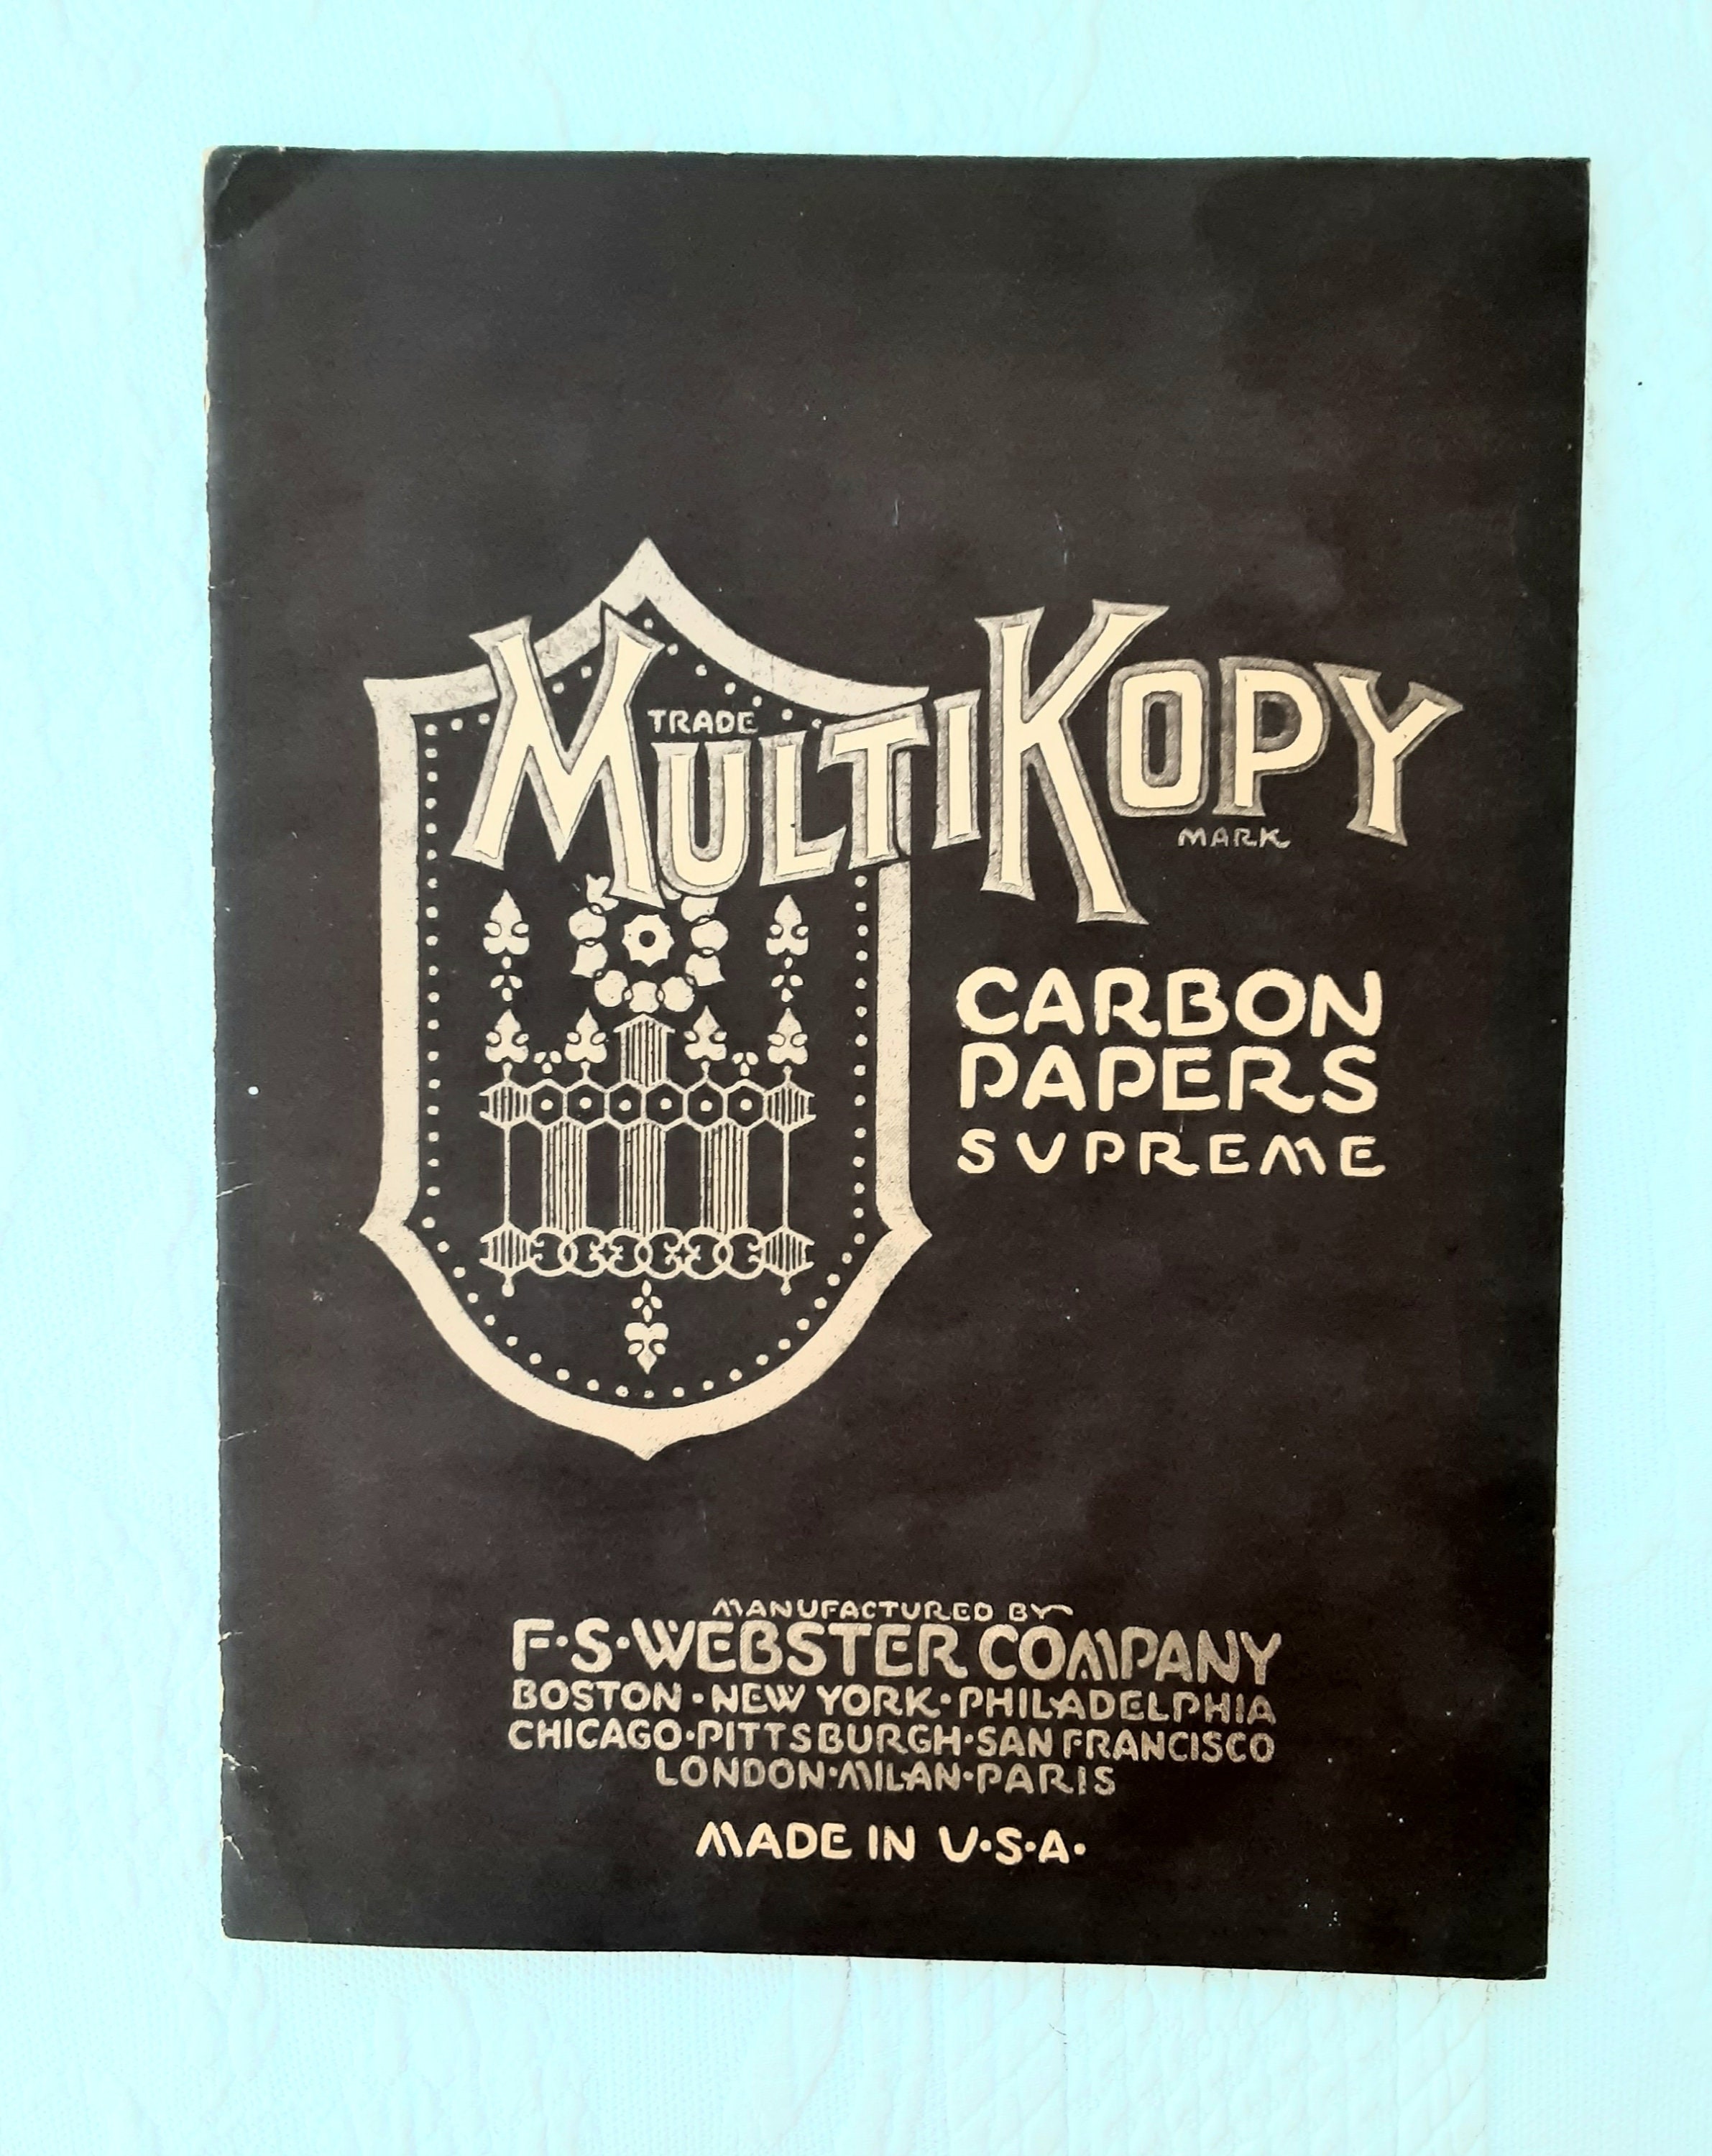 TRADE
MULTIKOPY
MARK
CARBON
PAPERS
SUPREME
MANUFACTURED BY
F·S·WEBSTER COMPANY
BOSTON·NEW YORK·PHILADELPHIA
CHICAGO·PITTSBURGH·SAN FRANCISCO
LONDON·MILAN·PARIS
MADE IN U·S·A·